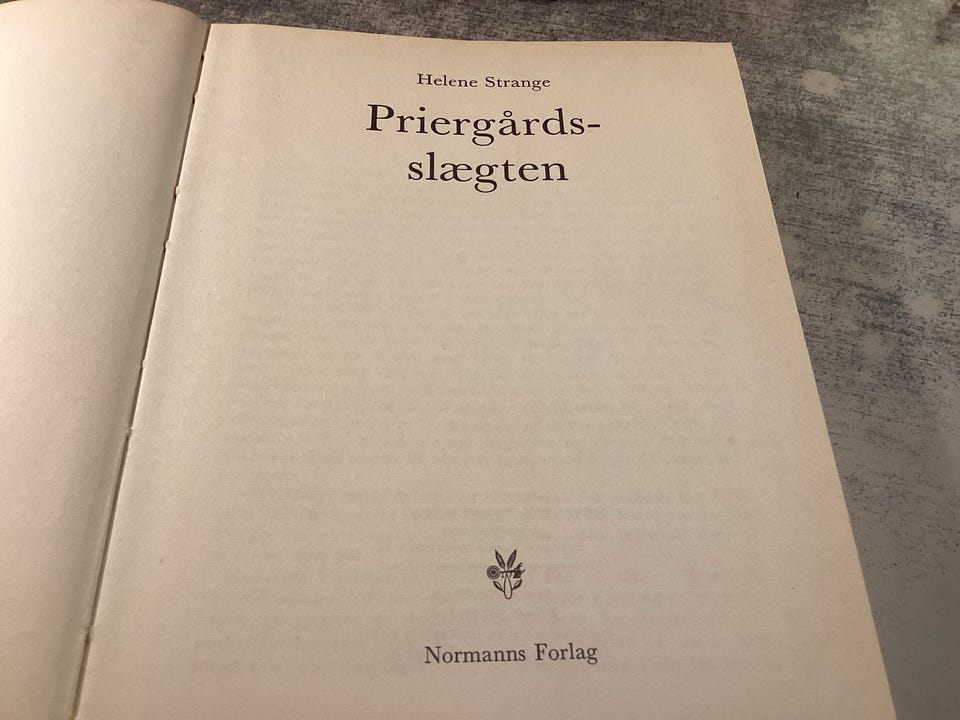 Helene Strange
Priergårds-
slægten
Normanns Forlag